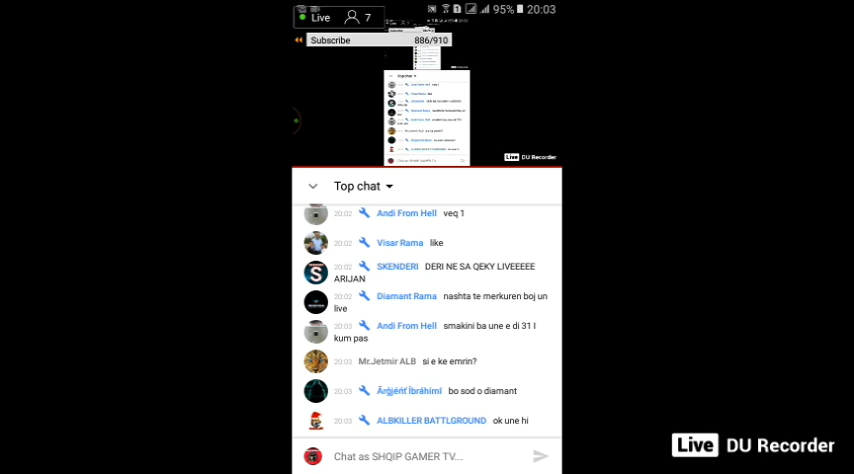 Live 7
95% 20:03
Subscribe 886/910
Top chat
Live DU Recorder
Top chat
20:02 Andi From Hell veq 1
20:02 Visar Rama like
20:02 SKENDERI DERI NE SA QEKY LIVEEEEE
ARIJAN
20:02 Diamant Rama nashta te merkuren boj un
live
20:03 Andi From Hell smakini ba une e di 31 l
kum pas
20:03 Mr.Jetmir ALB si e ke emrin?
20:03 Ãrģjéńť Íbráhímí bo sod o diamant
20:03 ALBKILLER BATTLGROUND ok une hi
Chat as SHQIP GAMER TV...
Live DU Recorder